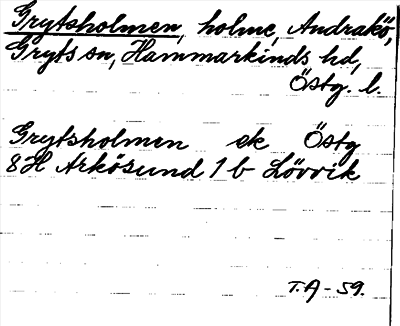 Grytsholmen, holme, Andrakö,
Gryts sn, Hammarkinds hd,
Östg. l.
Grytsholmen ek Östg
8H Arkösund 1 b Lövvik
T.A - 59.